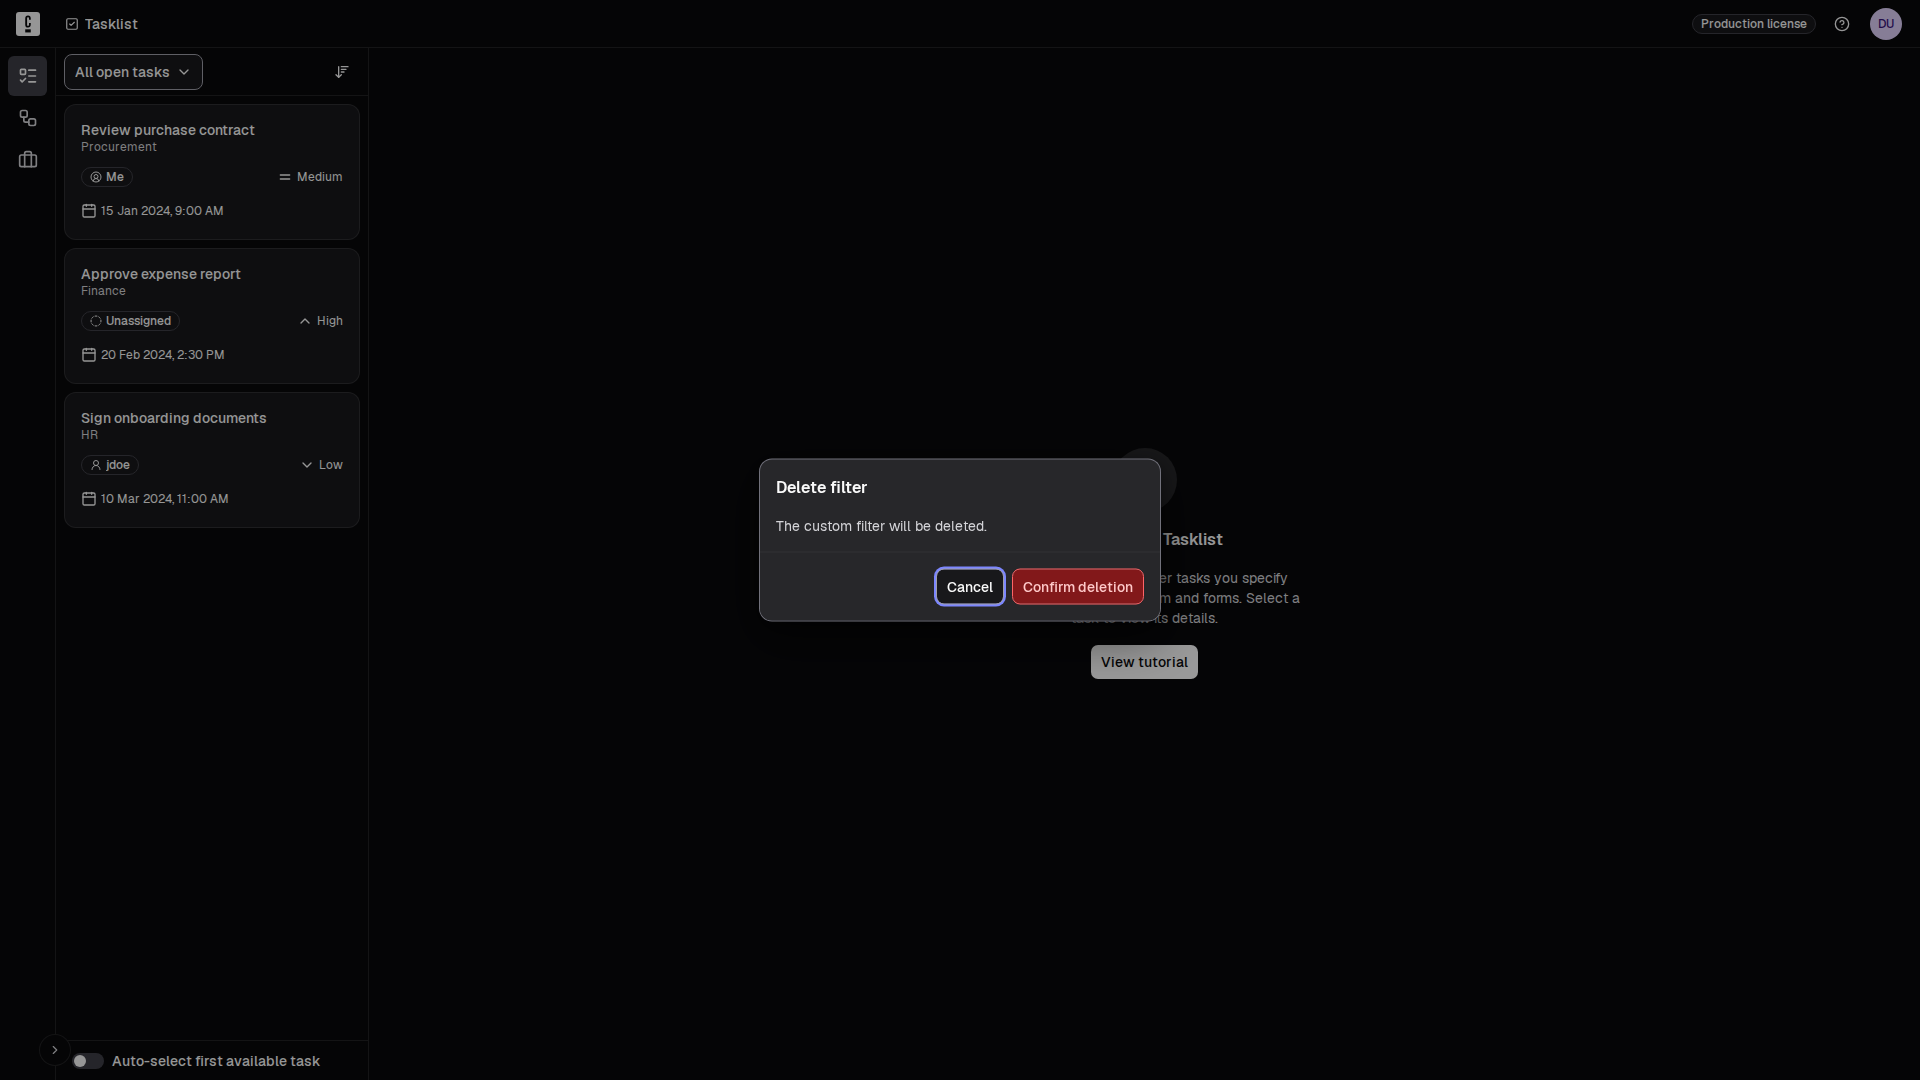 Tasklist
Production license
DU
All open tasks
Review purchase contract
Procurement
Me
Medium
15 Jan 2024, 9:00 AM
Approve expense report
Finance
Unassigned
High
20 Feb 2024, 2:30 PM
Sign onboarding documents
HR
jdoe
Low
10 Mar 2024, 11:00 AM
Delete filter
The custom filter will be deleted.
Cancel
Confirm deletion
Tasklist
tasks you specify
and forms. Select a
details.
View tutorial
Auto-select first available task